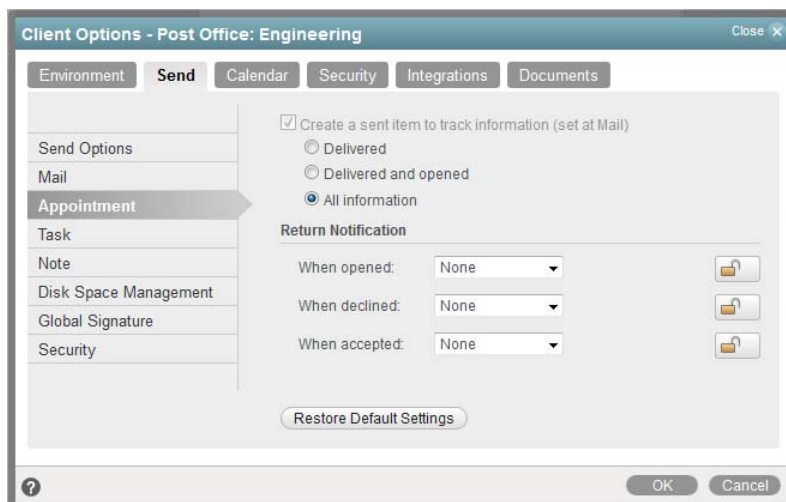 Client Options - Post Office: Engineering Close
Environment Send Calendar Security Integrations Documents
Send Options
Mail
Appointment
Task
Note
Disk Space Management
Global Signature
Security
Create a sent item to track information (set at Mail)
Delivered
Delivered and opened
All information
Return Notification
When opened: None
When declined: None
When accepted: None
Restore Default Settings
? OK Cancel